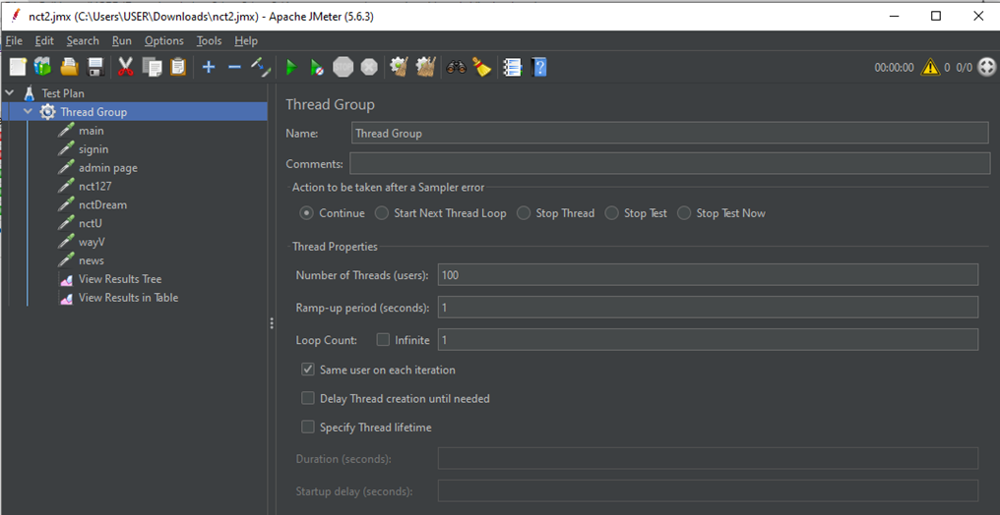 nct2.jmx (C:\Users\USER\Downloads\nct2.jmx) - Apache JMeter (5.6.3)
File Edit Search Run Options Tools Help
00:00:00 0 0/0
Test Plan
Thread Group
main
signin
admin page
nct127
nctDream
nctU
wayV
news
View Results Tree
View Results in Table
Thread Group
Name: Thread Group
Comments:
Action to be taken after a Sampler error
Continue Start Next Thread Loop Stop Thread Stop Test Stop Test Now
Thread Properties
Number of Threads (users): 100
Ramp-up period (seconds): 1
Loop Count: Infinite 1
Same user on each iteration
Delay Thread creation until needed
Specify Thread lifetime
Duration (seconds):
Startup delay (seconds):